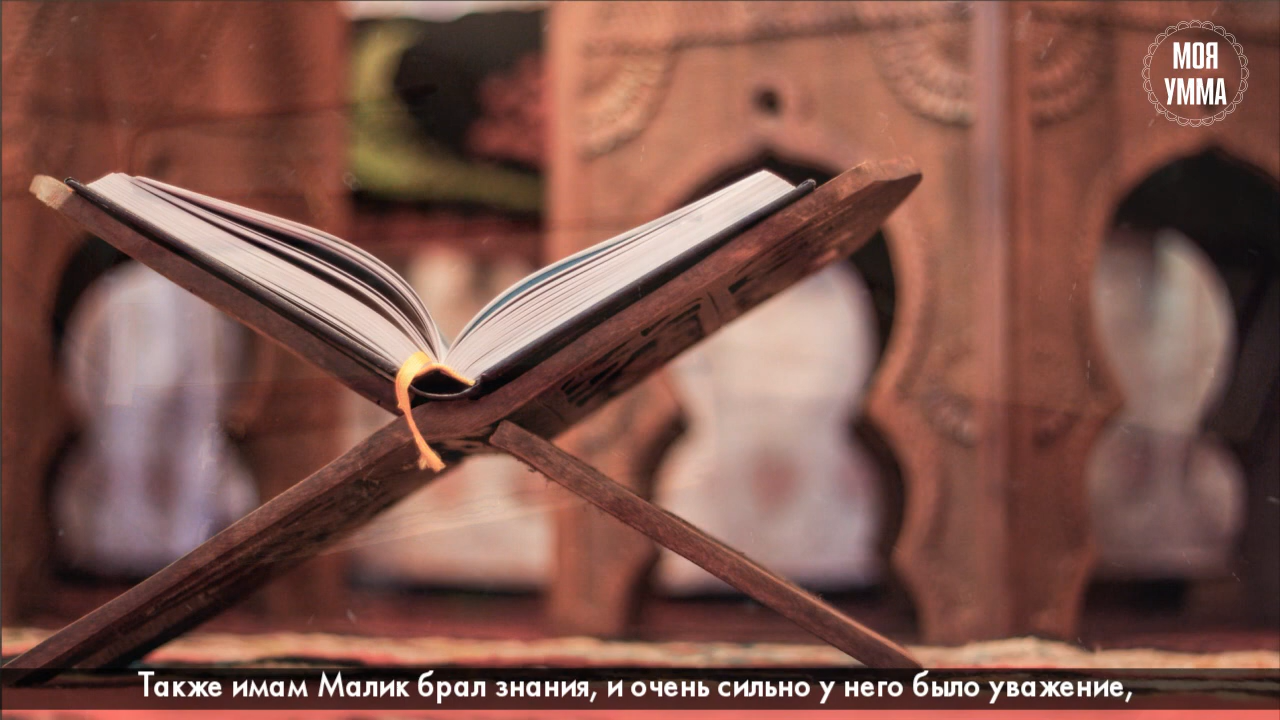 МОЯ
УММА
Также имам Малик брал знания, и очень сильно у него было уважение,